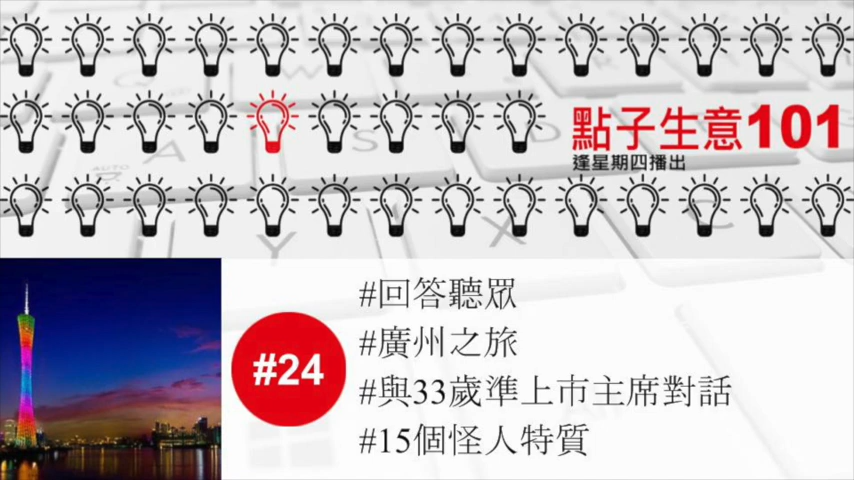 點子生意101
逢星期四播出
#24
#回答聽眾
#廣州之旅
#與33歲準上市主席對話
#15個怪人特質